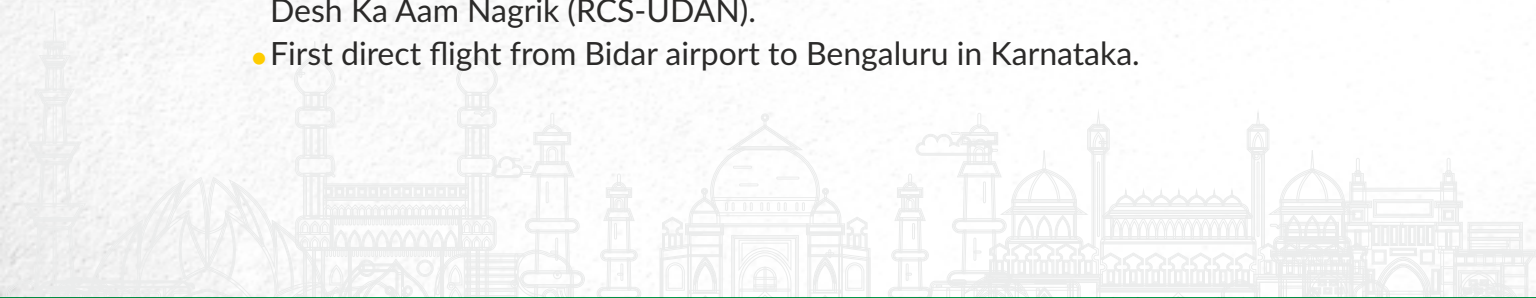 Desh Ka Aam Nagrik (RCS-UDAN).
First direct flight from Bidar airport to Bengaluru in Karnataka.